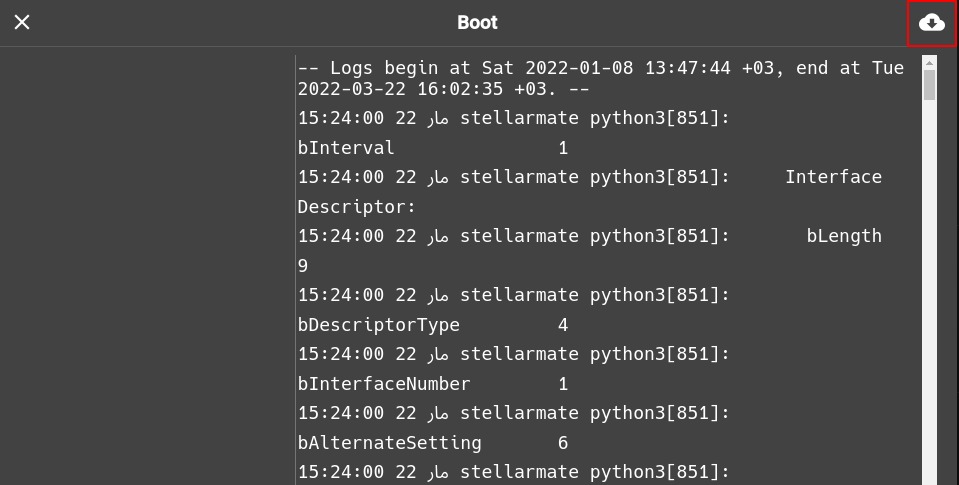 Boot
-- Logs begin at Sat 2022-01-08 13:47:44 +03, end at Tue
2022-03-22 16:02:35 +03. --
15:24:00 22 مار stellarmate python3[851]:
bInterval 1
15:24:00 22 مار stellarmate python3[851]: Interface
Descriptor:
15:24:00 22 مار stellarmate python3[851]: bLength
9
15:24:00 22 مار stellarmate python3[851]:
bDescriptorType 4
15:24:00 22 مار stellarmate python3[851]:
bInterfaceNumber 1
15:24:00 22 مار stellarmate python3[851]:
bAlternateSetting 6
15:24:00 22 مار stellarmate python3[851]: